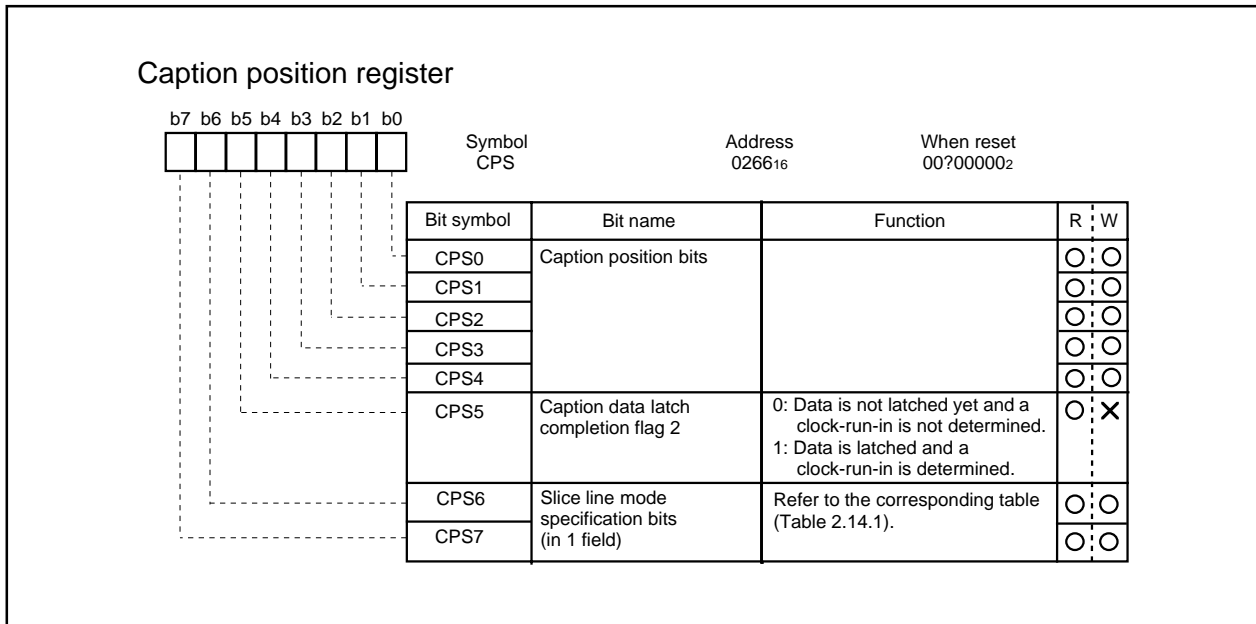 Caption position register
b7 b6 b5 b4 b3 b2 b1 b0
Symbol Address When reset
CPS 026616 00?000002
Bit symbol Bit name Function R W
CPS0 Caption position bits
CPS1
CPS2
CPS3
CPS4
CPS5 Caption data latch 0: Data is not latched yet and a
completion flag 2 clock-run-in is not determined.
1: Data is latched and a
clock-run-in is determined.
CPS6 Slice line mode Refer to the corresponding table
specification bits (Table 2.14.1).
CPS7 (in 1 field)